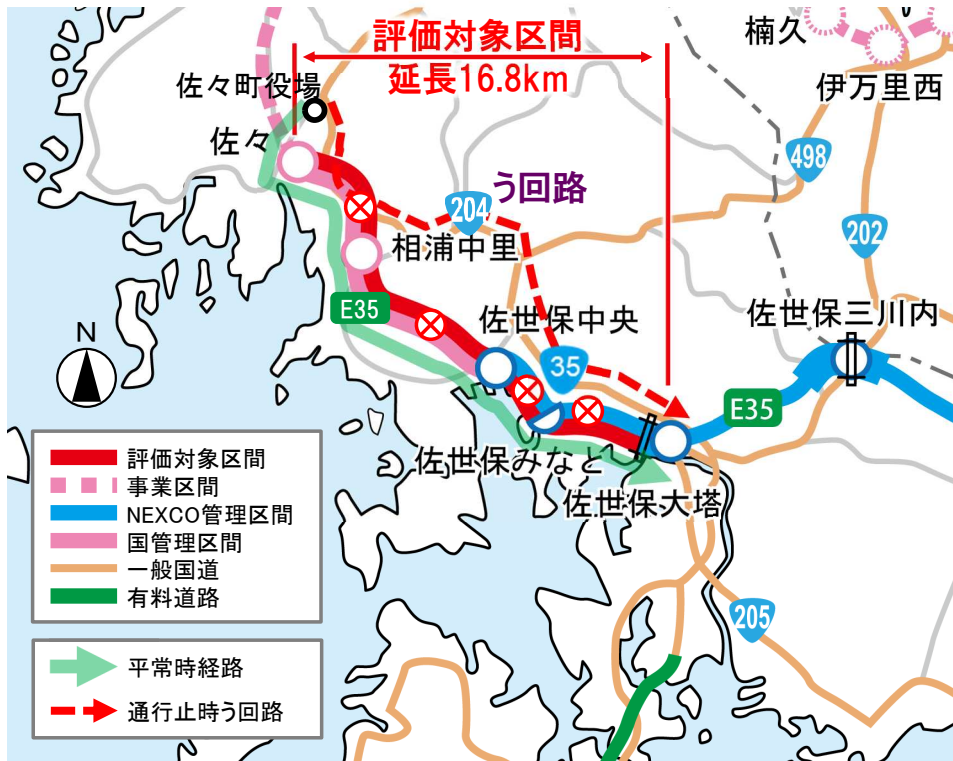 評価対象区間
延長16.8km
楠久
伊万里西
佐々町役場
佐々
498
う回路
204
202
相浦中里
E35
佐世保中央
佐世保三川内
N
35
E35
佐世保みなと
佐世保大塔
205
評価対象区間
事業区間
NEXCO管理区間
国管理区間
一般国道
有料道路
平常時経路
通行止時う回路